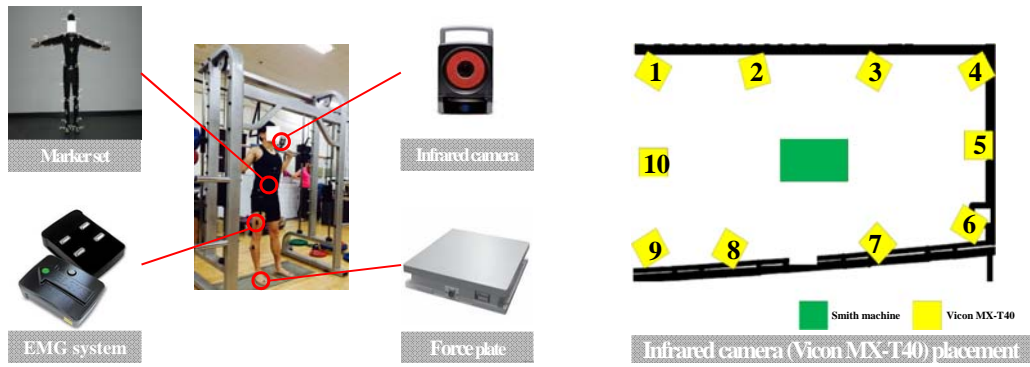 Marker set
Infrared camera
EMG system
Force plate
1
2
3
4
5
10
6
7
8
9
Smith machine
Vicon MX-T40
Infrared camera (Vicon MX-T40) placement